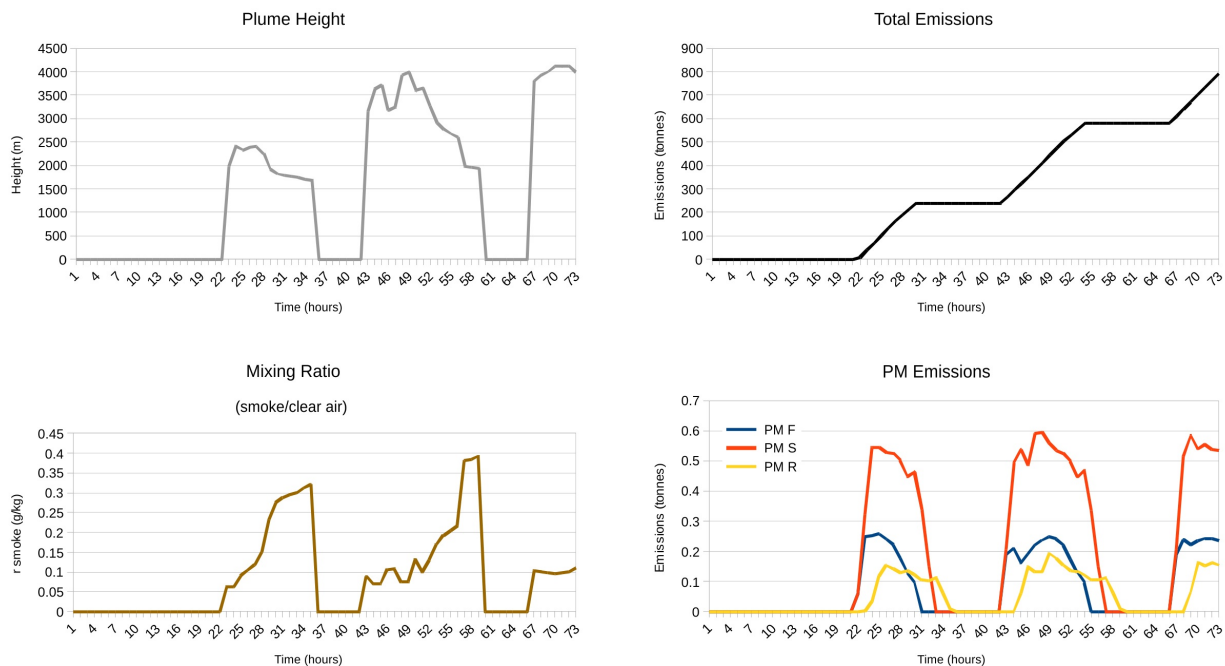 Plume Height
4500
4000
3500
3000
2500
2000
1500
1000
500
0
Height (m)
1 4 7 10 13 16 19 22 25 28 31 34 37 40 43 46 49 52 55 58 61 64 67 70 73
Time (hours)
Total Emissions
900
800
700
600
500
400
300
200
100
0
Emissions (tonnes)
1 4 7 10 13 16 19 22 25 28 31 34 37 40 43 46 49 52 55 58 61 64 67 70 73
Time (hours)
Mixing Ratio
(smoke/clear air)
0.45
0.4
0.35
0.3
0.25
0.2
0.15
0.1
0.05
0
r smoke (g/kg)
1 4 7 10 13 16 19 22 25 28 31 34 37 40 43 46 49 52 55 58 61 64 67 70 73
Time (hours)
PM Emissions
0.7
0.6
0.5
0.4
0.3
0.2
0.1
0
Emissions (tonnes)
PM F
PM S
PM R
1 4 7 10 13 16 19 22 25 28 31 34 37 40 43 46 49 52 55 58 61 64 67 70 73
Time (hours)